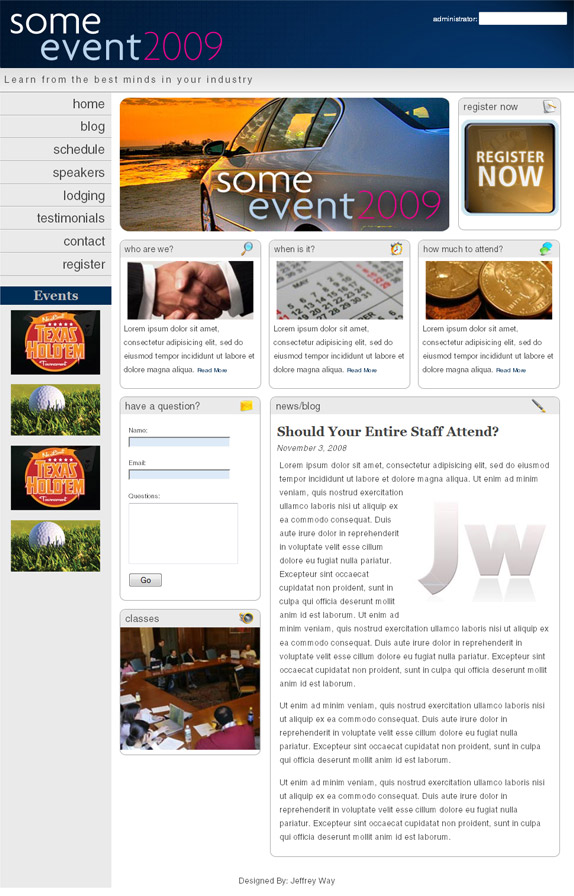 some
event2009
administrator:
Learn from the best minds in your industry
home
blog
schedule
speakers
lodging
testimonials
contact
register
Events
TEXAS
HOLD'EM
Tournament
TEXAS
HOLD'EM
Tournament
some
event2009
register now
REGISTER
NOW
who are we?
Lorem ipsum dolor sit amet,
consectetur adipisicing elit, sed do
eiusmod tempor incididunt ut labore et
dolore magna aliqua. Read More
when is it?
MAY
Lorem ipsum dolor sit amet,
consectetur adipisicing elit, sed do
eiusmod tempor incididunt ut labore et
dolore magna aliqua. Read More
how much to attend?
Lorem ipsum dolor sit amet,
consectetur adipisicing elit, sed do
eiusmod tempor incididunt ut labore et
dolore magna aliqua. Read More
have a question?
Name:
Email:
Questions:
Go
classes
news/blog
Should Your Entire Staff Attend?
November 3, 2008
Lorem ipsum dolor sit amet, consectetur adipisicing elit, sed do eiusmod
tempor incididunt ut labore et dolore magna aliqua. Ut enim ad minim
veniam, quis nostrud exercitation
ullamco laboris nisi ut aliquip ex
ea commodo consequat. Duis
aute irure dolor in reprehenderit
in voluptate velit esse cillum
dolore eu fugiat nulla pariatur.
Excepteur sint occaecat
cupidatat non proident, sunt in
culpa qui officia deserunt mollit
anim id est laborum. Ut enim ad
minim veniam, quis nostrud exercitation ullamco laboris nisi ut aliquip ex
ea commodo consequat. Duis aute irure dolor in reprehenderit in
voluptate velit esse cillum dolore eu fugiat nulla pariatur. Excepteur sint
occaecat cupidatat non proident, sunt in culpa qui officia deserunt mollit
anim id est laborum.
JW
Ut enim ad minim veniam, quis nostrud exercitation ullamco laboris nisi
ut aliquip ex ea commodo consequat. Duis aute irure dolor in
reprehenderit in voluptate velit esse cillum dolore eu fugiat nulla
pariatur. Excepteur sint occaecat cupidatat non proident, sunt in culpa
qui officia deserunt mollit anim id est laborum.
Ut enim ad minim veniam, quis nostrud exercitation ullamco laboris nisi
ut aliquip ex ea commodo consequat. Duis aute irure dolor in
reprehenderit in voluptate velit esse cillum dolore eu fugiat nulla
pariatur. Excepteur sint occaecat cupidatat non proident, sunt in culpa
qui officia deserunt mollit anim id est laborum.
Designed By: Jeffrey Way